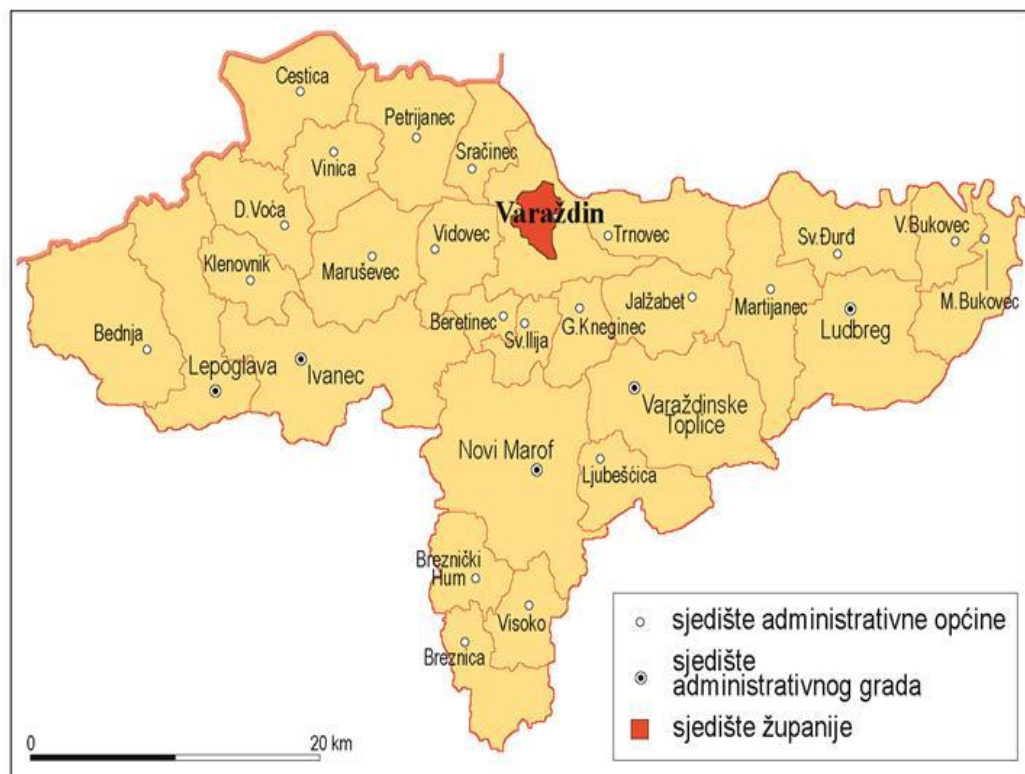 Cestica
Petrijanec
Vinica
Sračinec
D.Voća
Varaždin
Vidovec
Trnovec
Sv.Đurđ
V.Bukovec
Klenovnik
Maruševec
M.Bukovec
Bednja
Beretinec
Sv.Ilija
G.Kneginec
Jalžabet
Martijanec
Ludbreg
Lepoglava
Ivanec
Varaždinske
Toplice
Novi Marof
Ljubešćica
Breznički
Hum
Visoko
Breznica
sjedište administrativne općine
sjedište
administrativnog grada
sjedište županije
0
20 km